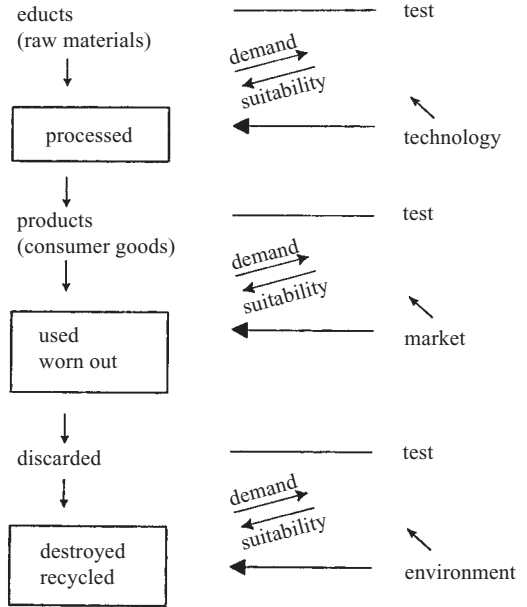 educts
(raw materials)
test
demand
suitability
processed
technology
products
(consumer goods)
test
demand
suitability
used
worn out
market
discarded
test
demand
suitability
destroyed
recycled
environment